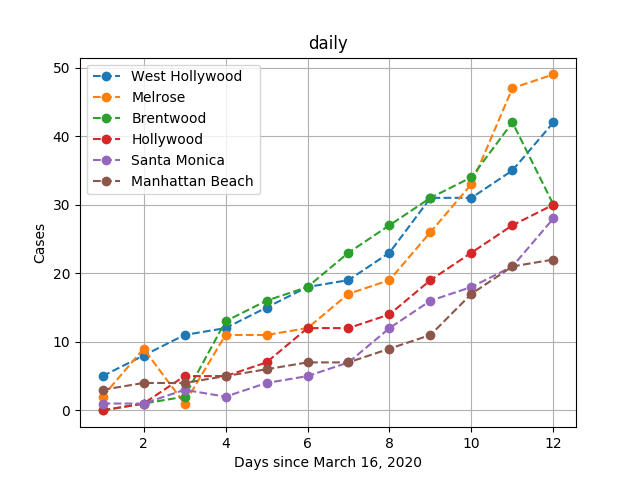 daily
50
40
30
20
10
0
Cases
West Hollywood
Melrose
Brentwood
Hollywood
Santa Monica
Manhattan Beach
2 4 6 8 10 12
Days since March 16, 2020